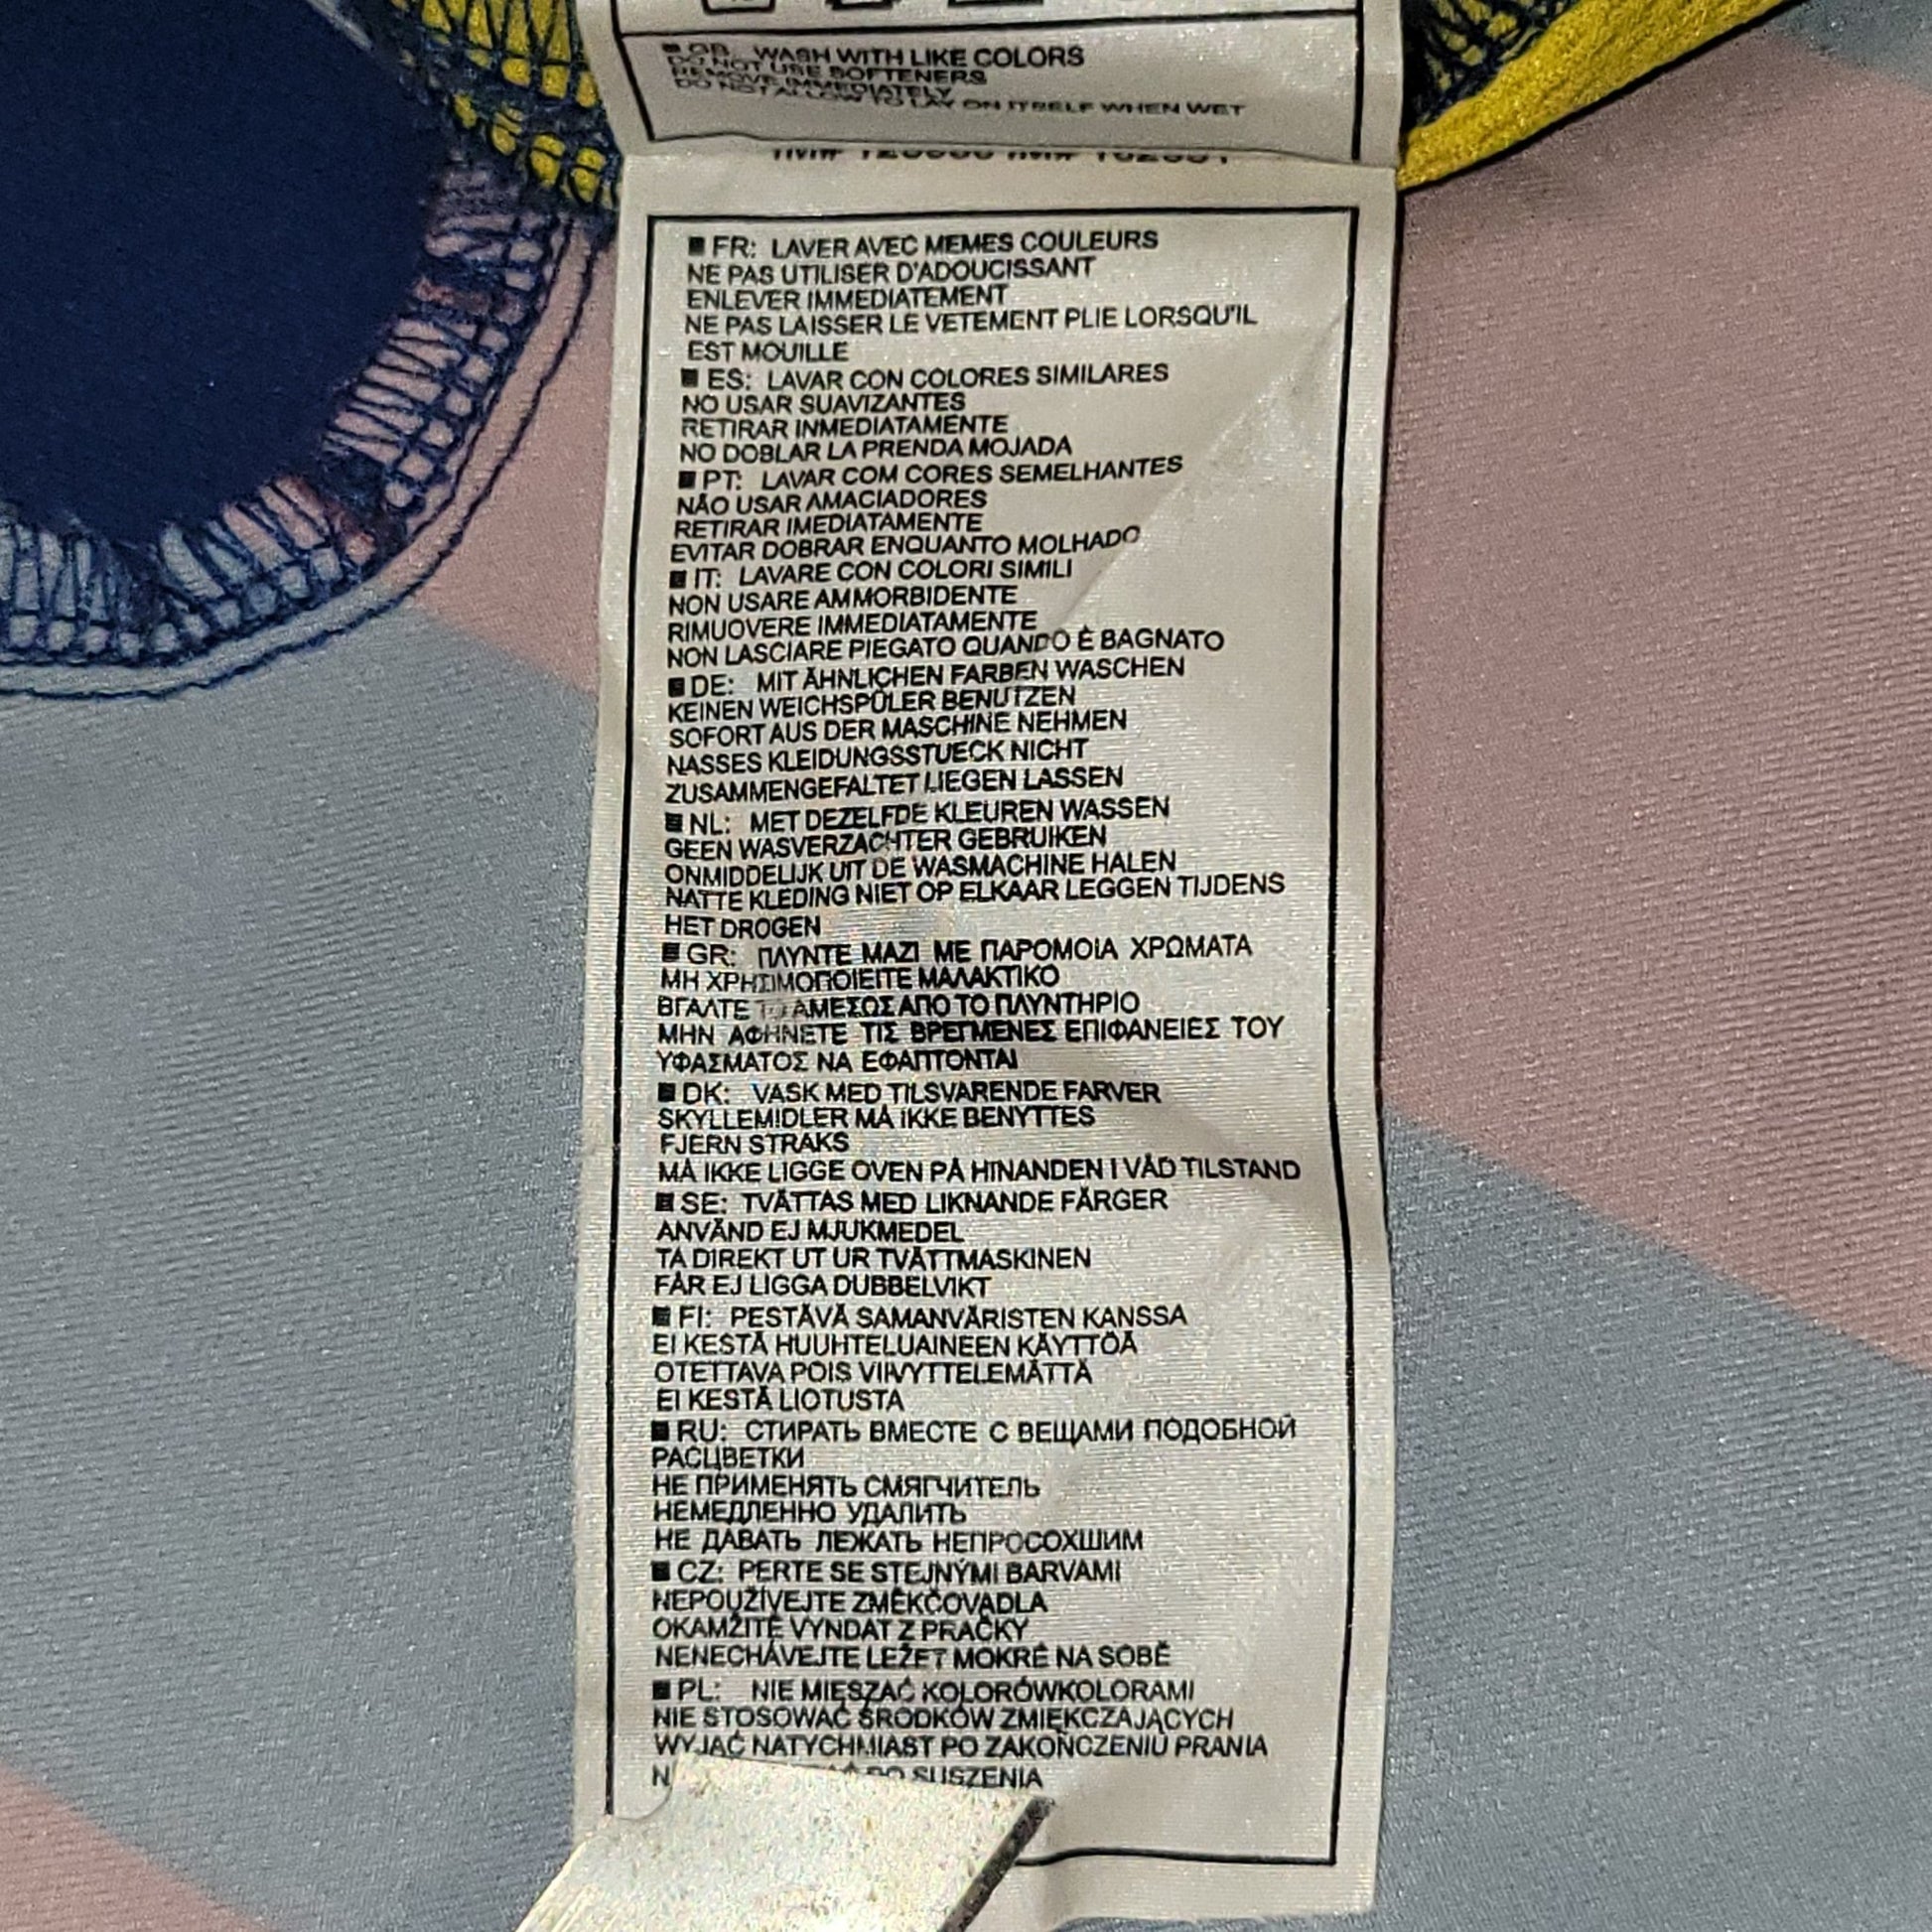 ■ GB WASH WITH LIKE COLORS
DO NOT USE SOFTENERS
REMOVE IMMEDIATELY
DO NOT ALLOW TO LAY ON ITSELF WHEN WET
■ FR: LAVER AVEC MEMES COULEURS
NE PAS UTILISER D'ADOUCISSANT
ENLEVER IMMEDIATEMENT
NE PAS LAISSER LE VETEMENT PLIE LORSQU'IL
EST MOUILLE
■ ES: LAVAR CON COLORES SIMILARES
NO USAR SUAVIZANTES
RETIRAR INMEDIATAMENTE
NO DOBLAR LA PRENDA MOJADA
■ PT: LAVAR COM CORES SEMELHANTES
NÃO USAR AMACIADORES
RETIRAR IMEDIATAMENTE
EVITAR DOBRAR ENQUANTO MOLHADO
■ IT: LAVARE CON COLORI SIMILI
NON USARE AMMORBIDENTE
RIMUOVERE IMMEDIATAMENTE
NON LASCIARE PIEGATO QUANDO È BAGNATO
■ DE: MIT ÄHNLICHEN FARBEN WASCHEN
KEINEN WEICHSPÜLER BENUTZEN
SOFORT AUS DER MASCHINE NEHMEN
NASSES KLEIDUNGSSTUECK NICHT
ZUSAMMENGEFALTET LIEGEN LASSEN
■ NL: MET DEZELFDE KLEUREN WASSEN
GEEN WASVERZACHTER GEBRUIKEN
ONMIDDELIJK UIT DE WASMACHINE HALEN
NATTE KLEDING NIET OP ELKAAR LEGGEN TIJDENS
HET DROGEN
■ GR: ΠΛΥΝΤΕ ΜΑΖΙ ΜΕ ΠΑΡΟΜΟΙΑ ΧΡΩΜΑΤΑ
ΜΗ ΧΡΗΣΙΜΟΠΟΙΕΙΤΕ ΜΑΛΑΚΤΙΚΟ
ΒΓΑΛΤΕ ΤΟ ΑΜΕΣΩΣ ΑΠΟ ΤΟ ΠΛΥΝΤΗΡΙΟ
ΜΗΝ ΑΦΗΝΕΤΕ ΤΙΣ ΒΡΕΓΜΕΝΕΣ ΕΠΙΦΑΝΕΙΕΣ ΤΟΥ
ΥΦΑΣΜΑΤΟΣ ΝΑ ΕΦΑΠΤΟΝΤΑΙ
■ DK: VASK MED TILSVARENDE FARVER
SKYLLEMIDLER MÅ IKKE BENYTTES
FJERN STRAKS
MÅ IKKE LIGGE OVEN PÅ HINANDEN I VÅD TILSTAND
■ SE: TVÄTTAS MED LIKNANDE FÄRGER
ANVÄND EJ MJUKMEDEL
TA DIREKT UT UR TVÄTTMASKINEN
FÅR EJ LIGGA DUBBELVIKT
■ FI: PESTÄVÄ SAMANVÄRISTEN KANSSA
EI KESTÄ HUUHTELUAINEEN KÄYTTÖÄ
OTETTAVA POIS VIIVYTTELEMÄTTÄ
EI KESTÄ LIOTUSTA
■ RU: СТИРАТЬ ВМЕСТЕ С ВЕЩАМИ ПОДОБНОЙ
РАСЦВЕТКИ
НЕ ПРИМЕНЯТЬ СМЯГЧИТЕЛЬ
НЕМЕДЛЕННО УДАЛИТЬ
НЕ ДАВАТЬ ЛЕЖАТЬ НЕПРОСОХШИМ
■ CZ: PERTE SE STEJNÝMI BARVAMI
NEPOUŽÍVEJTE ZMĚKČOVADLA
OKAMŽITĚ VYNDAT Z PRAČKY
NENECHÁVEJTE LEŽET MOKRÉ NA SOBĚ
■ PL: NIE MIESZAĆ KOLORÓWKOLORAMI
NIE STOSOWAĆ ŚRODKÓW ZMIĘKCZAJĄCYCH
WYJĄĆ NATYCHMIAST PO ZAKOŃCZENIU PRANIA
DO SUSZENIA